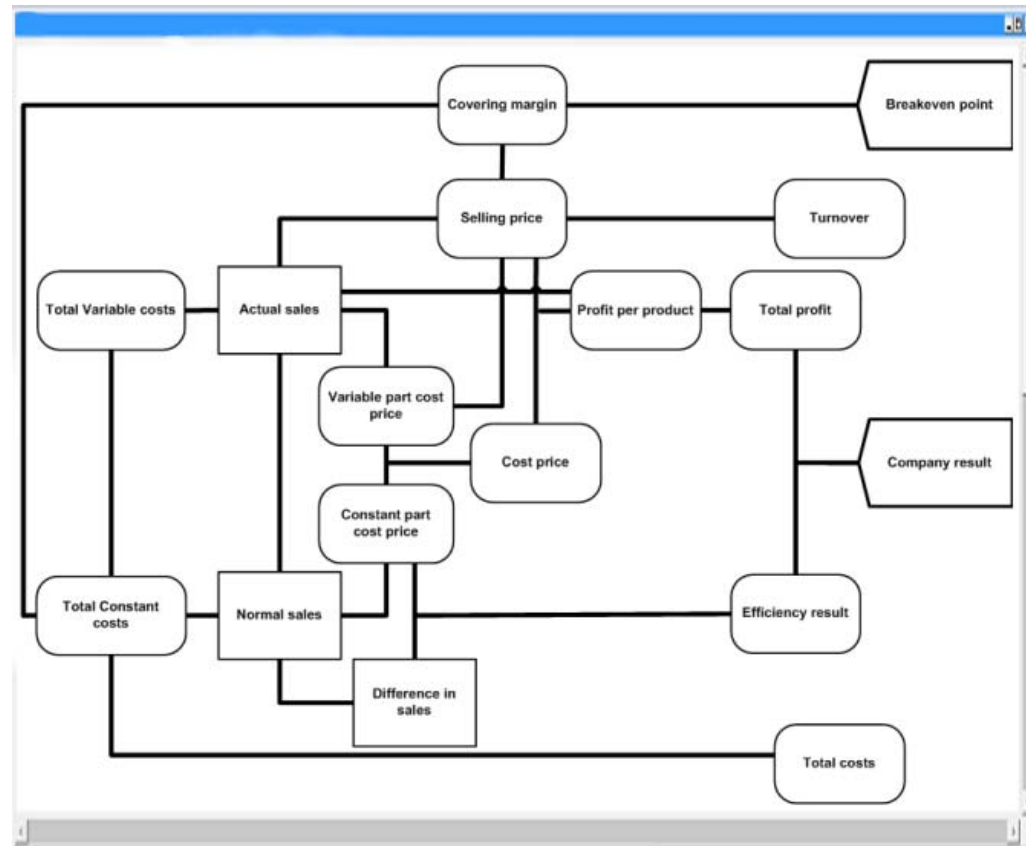 Covering margin
Breakeven point
Selling price
Turnover
Total Variable costs
Actual sales
Profit per product
Total profit
Variable part cost
price
Cost price
Company result
Constant part
cost price
Total Constant
costs
Normal sales
Efficiency result
Difference in
sales
Total costs